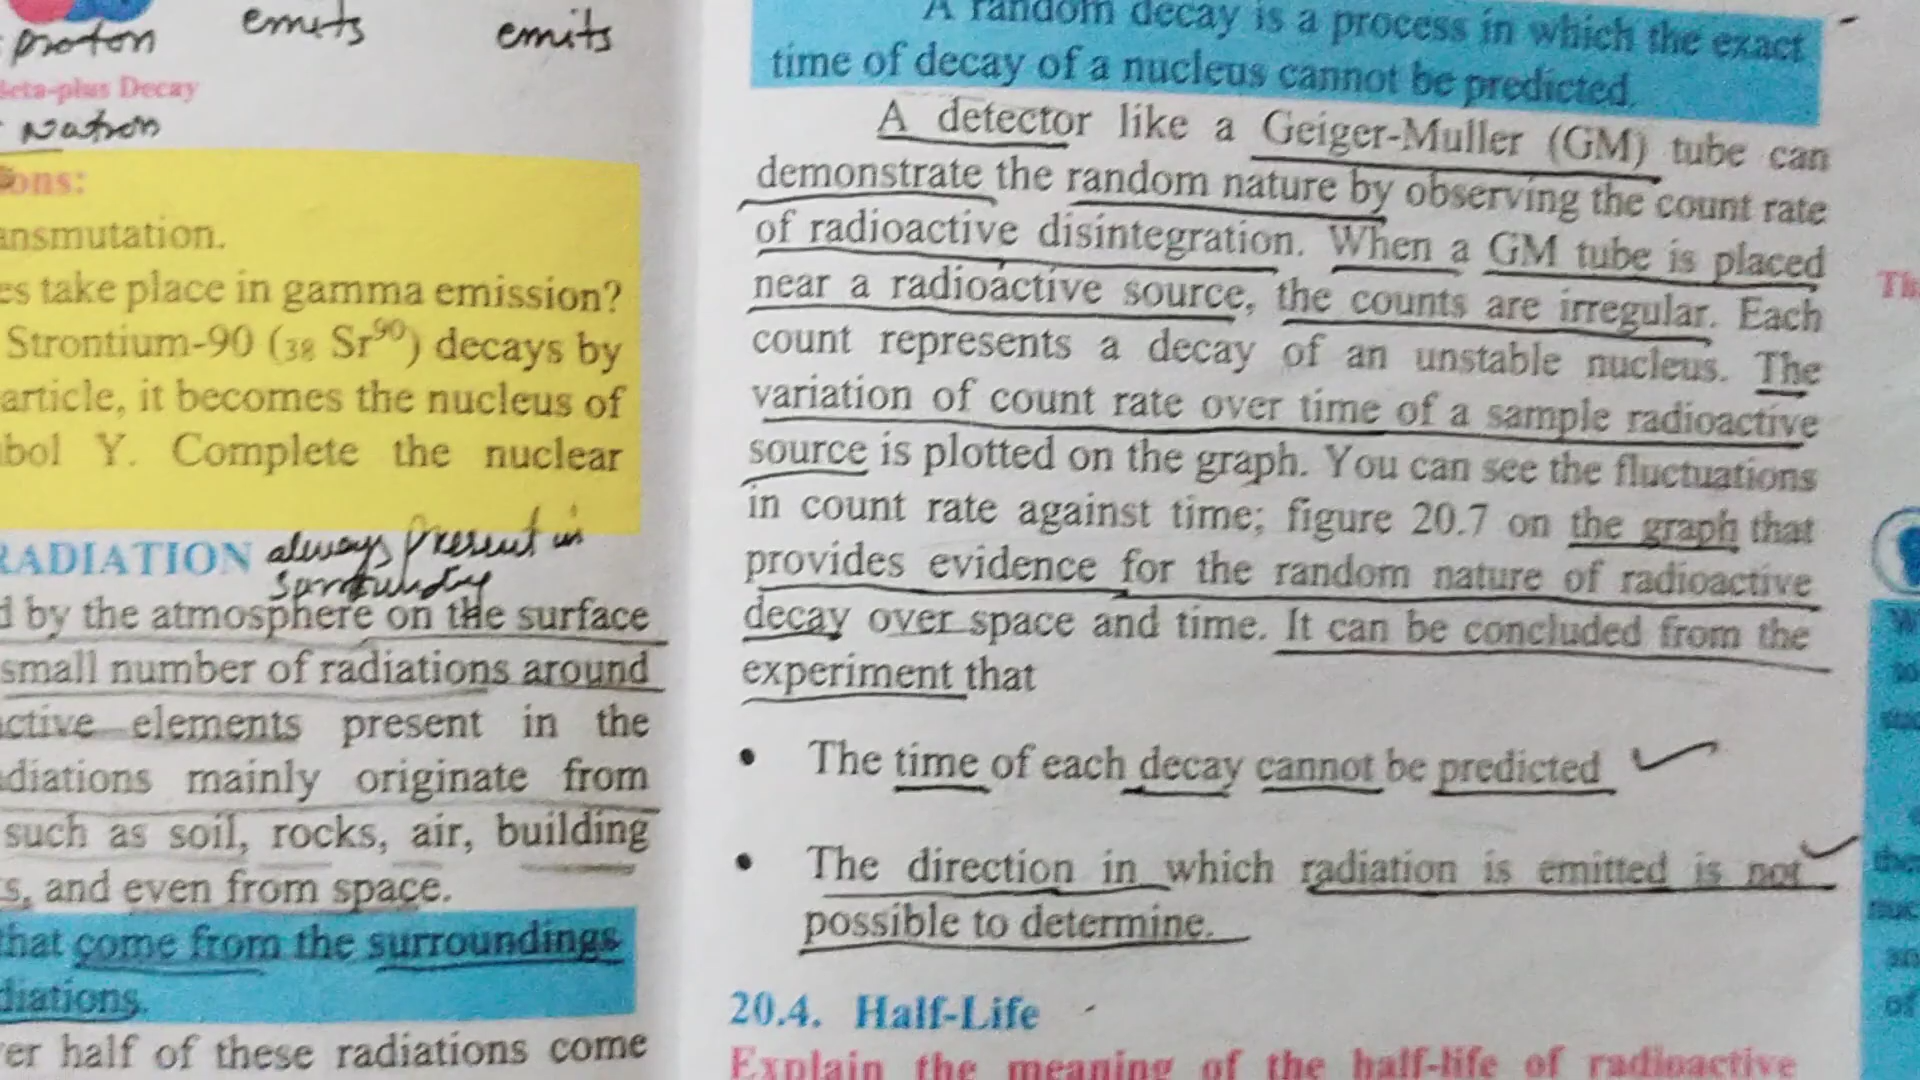 proton
emits
emits
Beta-plus Decay
ons:
ansmutation.
es take place in gamma emission?
Strontium-90 (38 Sr90) decays by
article, it becomes the nucleus of
bol Y. Complete the nuclear
RADIATION always Present in
d by the atmosphere on the surface
small number of radiations around
active elements present in the
diations mainly originate from
such as soil, rocks, air, building
s, and even from space.
that come from the surroundings
diations.
er half of these radiations come
A random decay is a process in which the exact
time of decay of a nucleus cannot be predicted.
A detector like a Geiger-Muller (GM) tube can
demonstrate the random nature by observing the count rate
of radioactive disintegration. When a GM tube is placed
near a radioactive source, the counts are irregular. Each
count represents a decay of an unstable nucleus. The
variation of count rate over time of a sample radioactive
source is plotted on the graph. You can see the fluctuations
in count rate against time; figure 20.7 on the graph that
provides evidence for the random nature of radioactive
decay over space and time. It can be concluded from the
experiment that
• The time of each decay cannot be predicted
• The direction in which radiation is emitted is not
possible to determine.
20.4. Half-Life
Explain the meaning of the half-life of radioactive